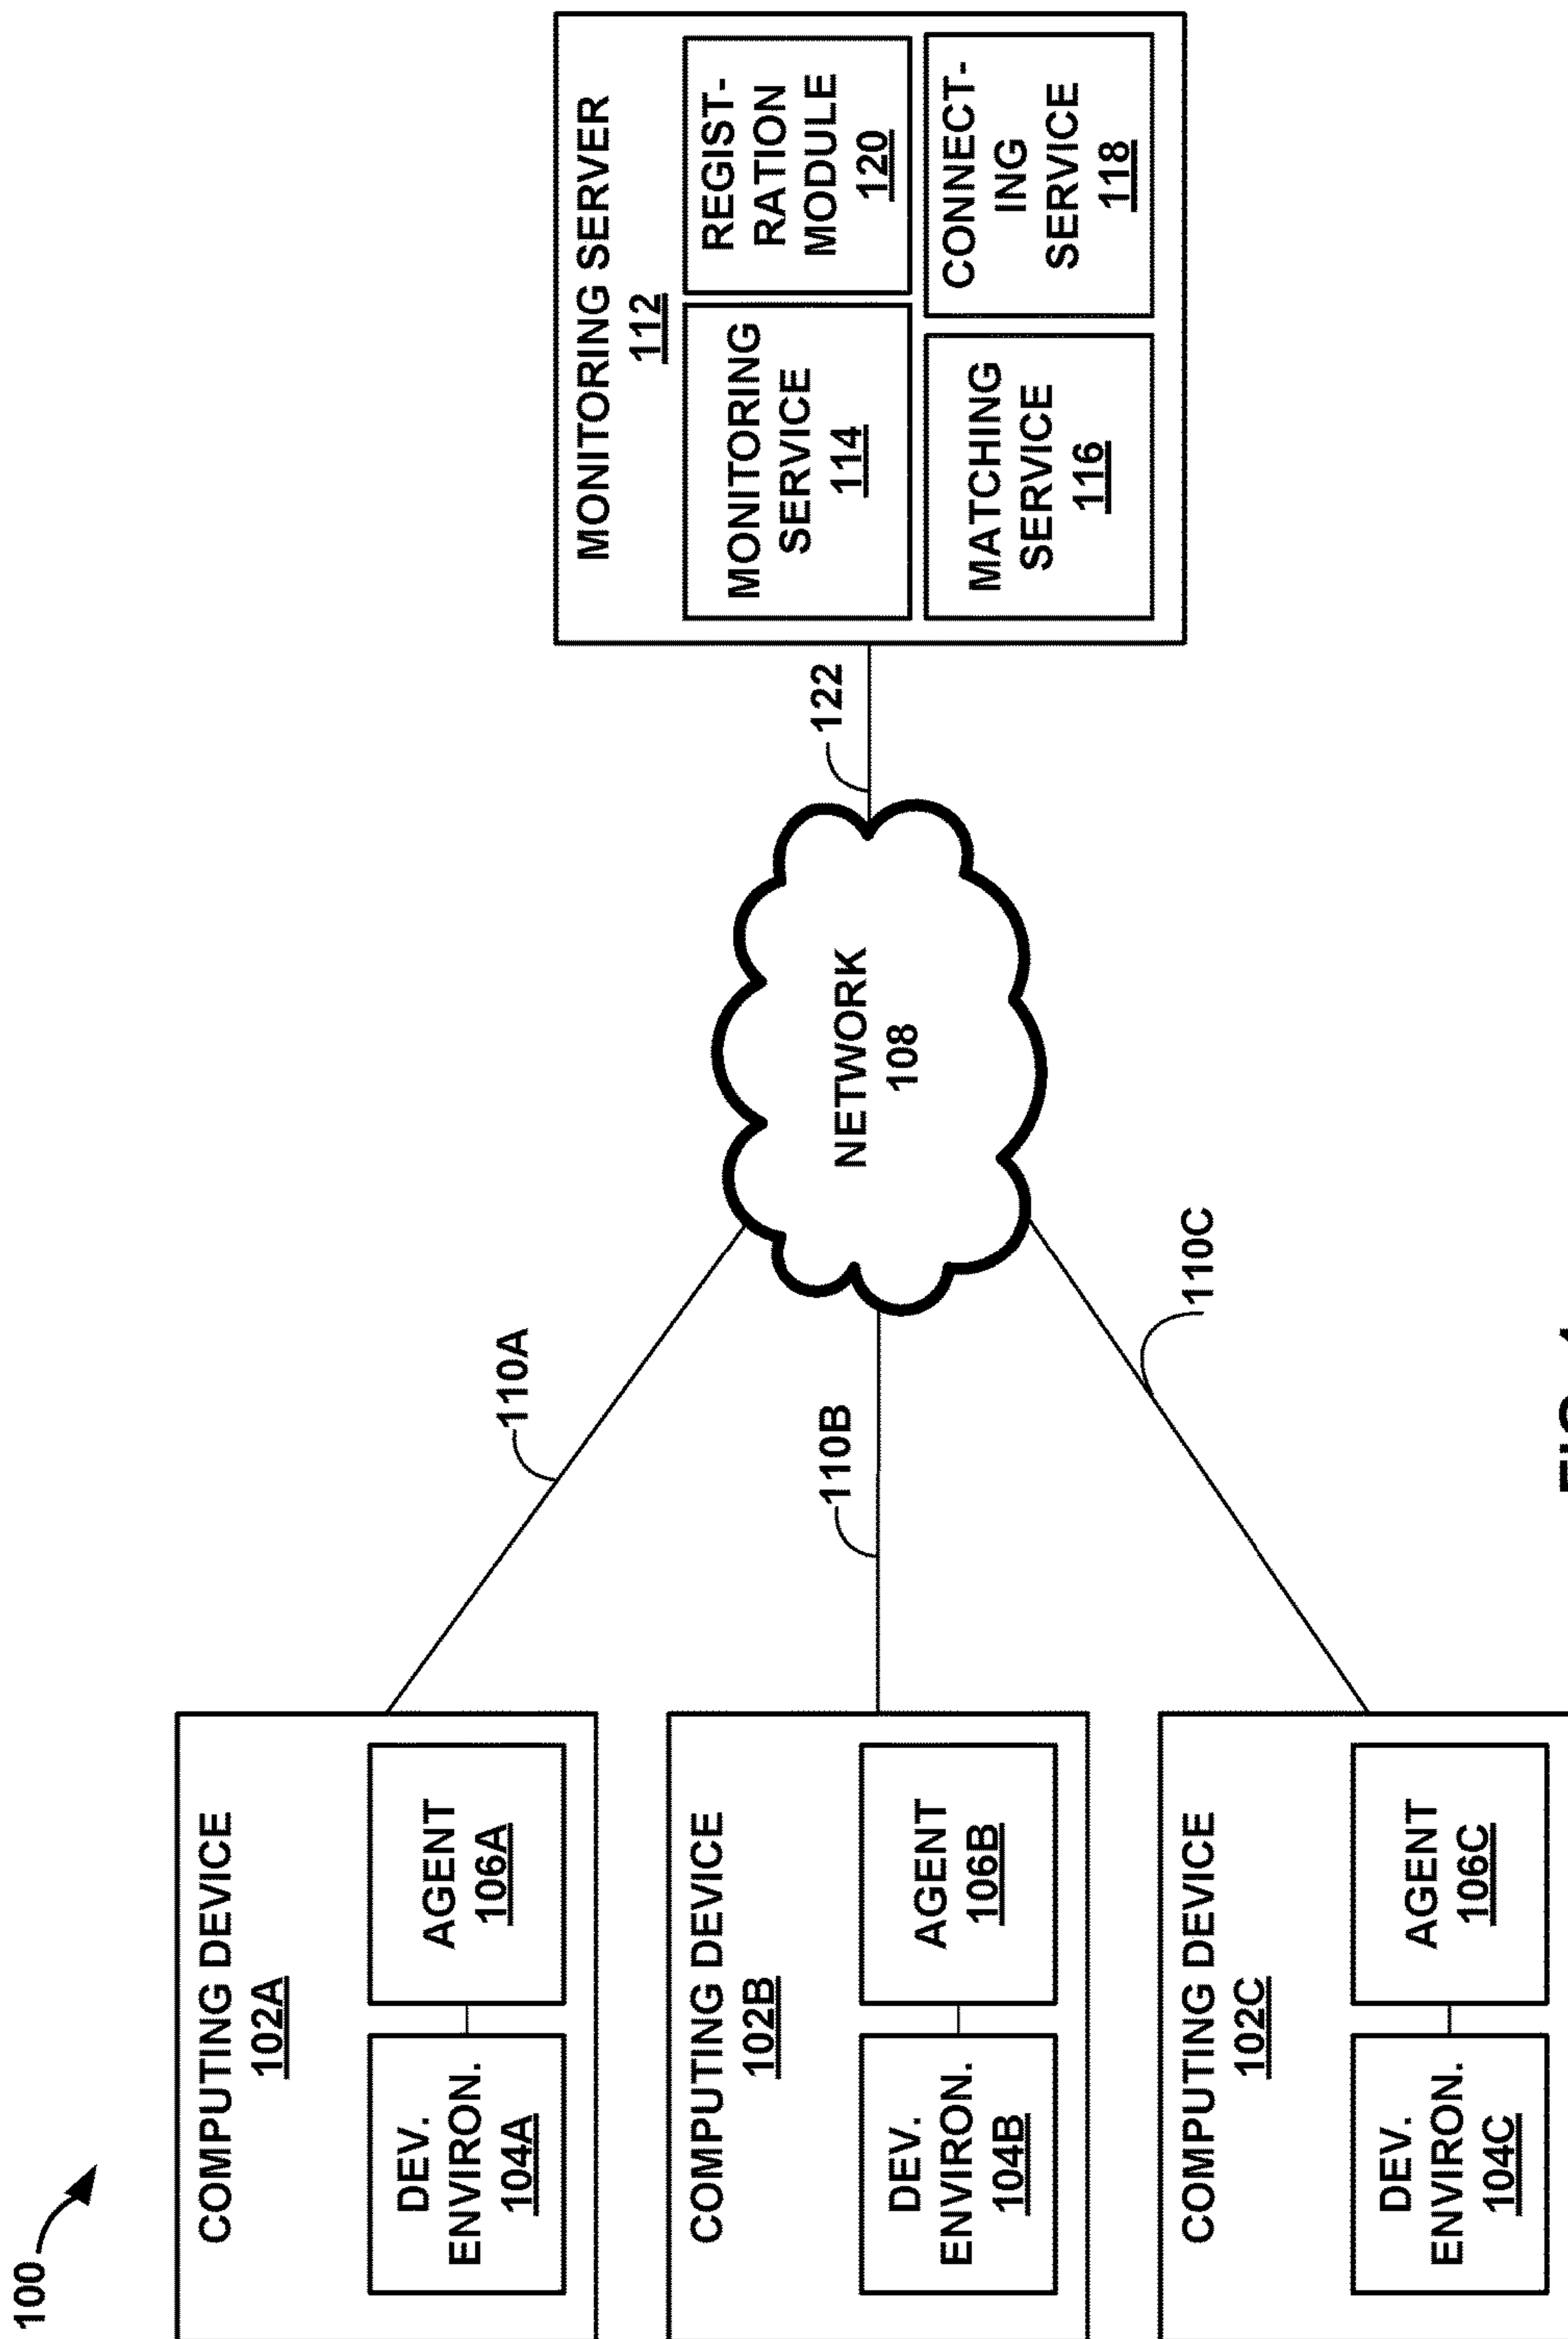 100
COMPUTING DEVICE
102A
DEV.
ENVIRON.
104A
AGENT
106A
COMPUTING DEVICE
102B
DEV.
ENVIRON.
104B
AGENT
106B
COMPUTING DEVICE
102C
DEV.
ENVIRON.
104C
AGENT
106C
110A
110B
110C
NETWORK
108
122
MONITORING SERVER
112
MONITORING
SERVICE
114
REGIST-
RATION
MODULE
120
MATCHING
SERVICE
116
CONNECT-
ING
SERVICE
118